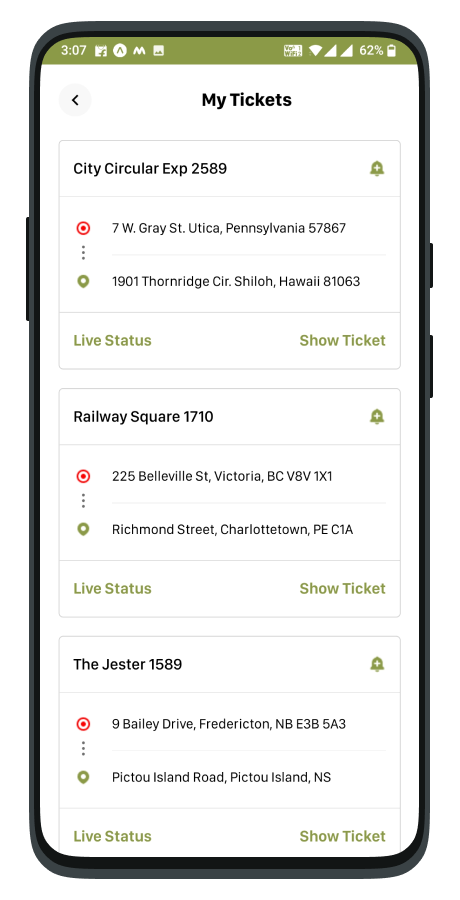 3:07
Vo)) WiFi2
62%
My Tickets
City Circular Exp 2589
7 W. Gray St. Utica, Pennsylvania 57867
1901 Thornridge Cir. Shiloh, Hawaii 81063
Live Status
Show Ticket
Railway Square 1710
225 Belleville St, Victoria, BC V8V 1X1
Richmond Street, Charlottetown, PE C1A
Live Status
Show Ticket
The Jester 1589
9 Bailey Drive, Fredericton, NB E3B 5A3
Pictou Island Road, Pictou Island, NS
Live Status
Show Ticket